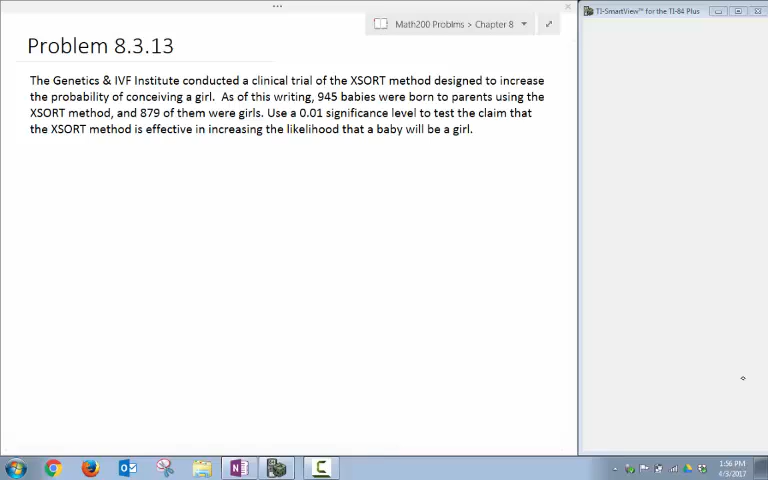 Math200 Problms > Chapter 8
TI-SmartView™ for the TI-84 Plus
Problem 8.3.13
The Genetics & IVF Institute conducted a clinical trial of the XSORT method designed to increase
the probability of conceiving a girl.  As of this writing, 945 babies were born to parents using the
XSORT method, and 879 of them were girls. Use a 0.01 significance level to test the claim that
the XSORT method is effective in increasing the likelihood that a baby will be a girl.
1:56 PM
4/3/2017